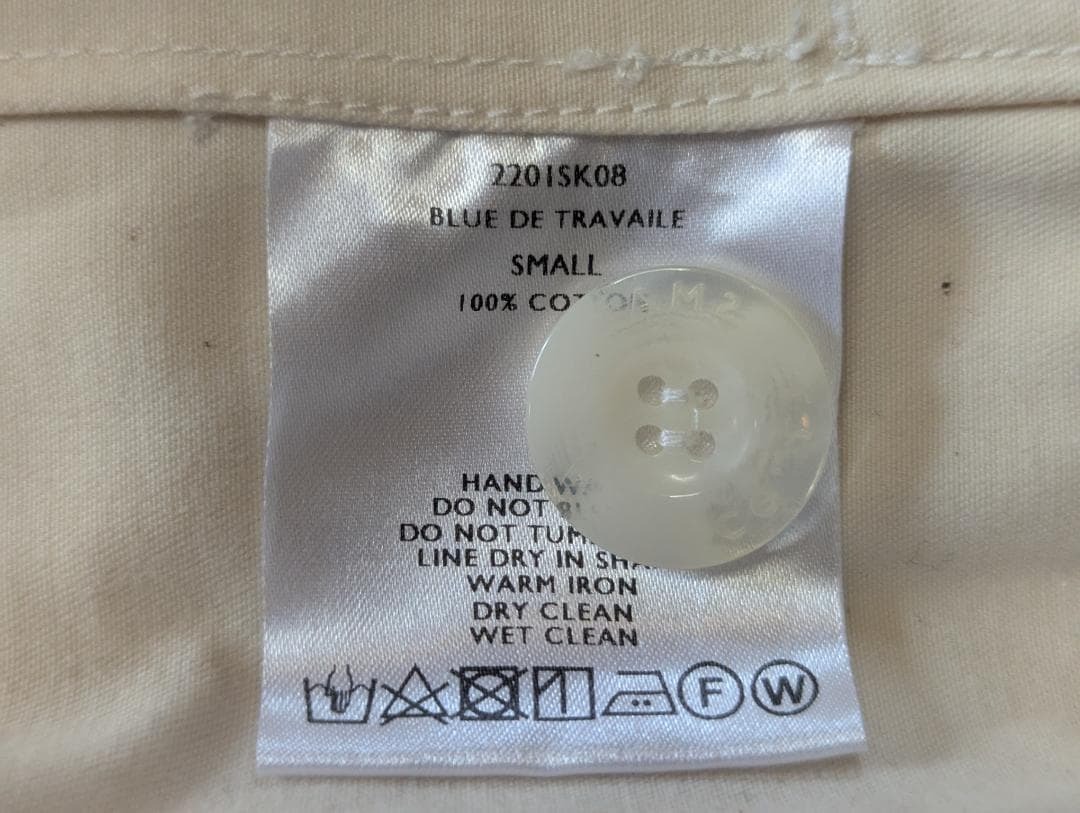 2201SK08
BLUE DE TRAVAILE
SMALL
100% COTTON
HAND
DO NOT
DO NOT
LINE DRY IN
WARM IRON
DRY CLEAN
WET CLEAN
F W